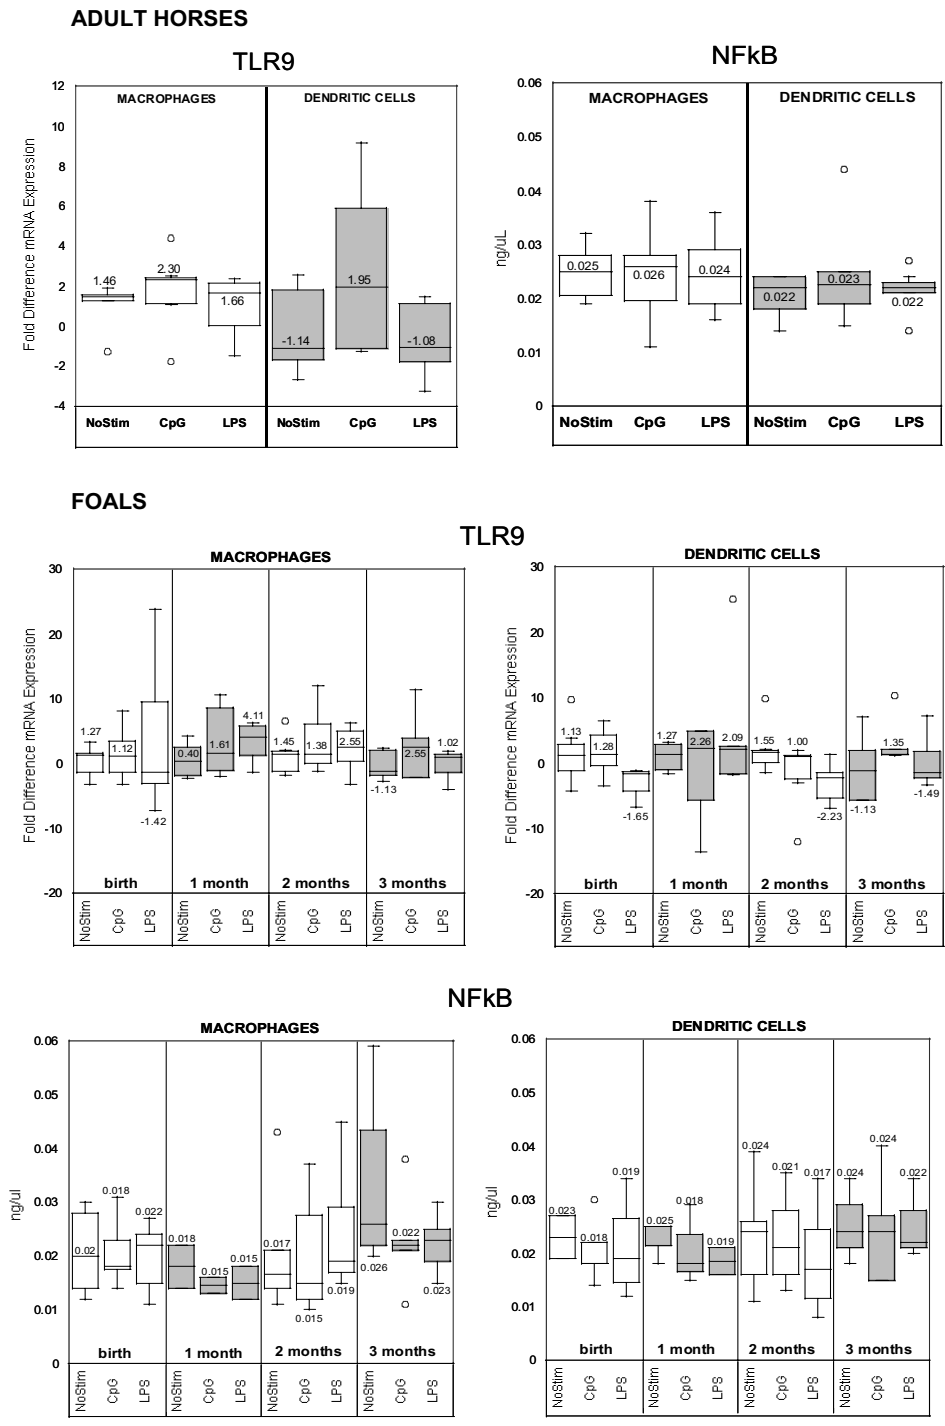 ADULT HORSES
TLR9
NFkB
12
10
8
6
4
2
0
-2
-4
Fold Difference mRNA Expression
MACROPHAGES
DENDRITIC CELLS
1.46
2.30
1.66
-1.14
1.95
-1.08
NoStim
CpG
LPS
NoStim
CpG
LPS
0.06
0.05
0.04
0.03
0.02
0.01
0
ng/uL
MACROPHAGES
DENDRITIC CELLS
0.025
0.026
0.024
0.022
0.023
0.022
NoStim
CpG
LPS
NoStim
CpG
LPS
FOALS
TLR9
MACROPHAGES
30
20
10
0
-10
-20
Fold Difference mRNA Expression
1.27
1.12
-1.42
0.40
1.61
4.11
1.45
1.38
2.55
-1.13
2.55
1.02
birth
1 month
2 months
3 months
NoStim
CpG
LPS
NoStim
CpG
LPS
NoStim
CpG
LPS
NoStim
CpG
LPS
DENDRITIC CELLS
30
20
10
0
-10
-20
Fold Difference mRNA Expression
1.13
1.28
-1.65
1.27
2.26
2.09
1.55
1.00
-2.23
-1.13
1.35
-1.49
birth
1 month
2 months
3 months
NoStim
CpG
LPS
NoStim
CpG
LPS
NoStim
CpG
LPS
NoStim
CpG
LPS
NFkB
MACROPHAGES
0.06
0.05
0.04
0.03
0.02
0.01
0
ng/ul
0.02
0.018
0.022
0.018
0.015
0.015
0.017
0.015
0.019
0.026
0.022
0.023
birth
1 month
2 months
3 months
NoStim
CpG
LPS
NoStim
CpG
LPS
NoStim
CpG
LPS
NoStim
CpG
LPS
DENDRITIC CELLS
0.06
0.05
0.04
0.03
0.02
0.01
0
ng/ul
0.023
0.018
0.019
0.025
0.018
0.019
0.024
0.021
0.017
0.024
0.024
0.022
birth
1 month
2 months
3 months
NoStim
CpG
LPS
NoStim
CpG
LPS
NoStim
CpG
LPS
NoStim
CpG
LPS